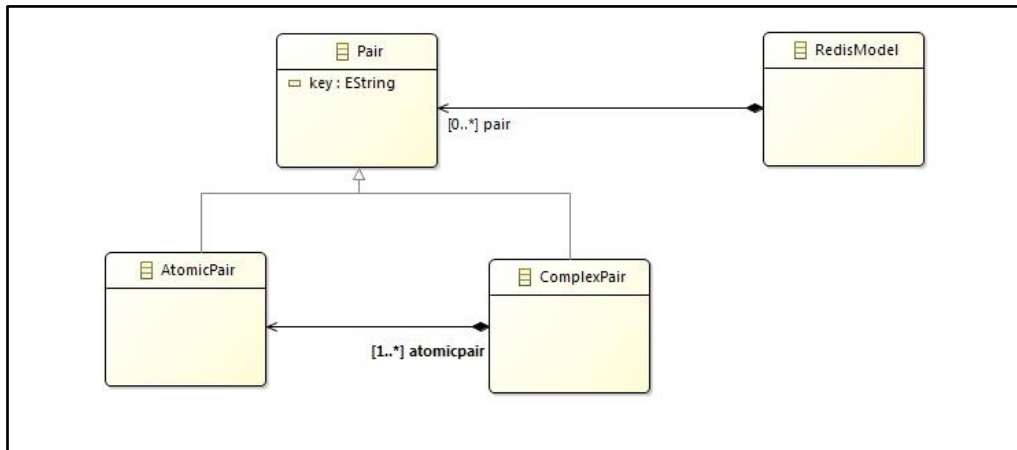 Pair
RedisModel
key : EString
[0..*] pair
AtomicPair
ComplexPair
[1..*] atomicpair